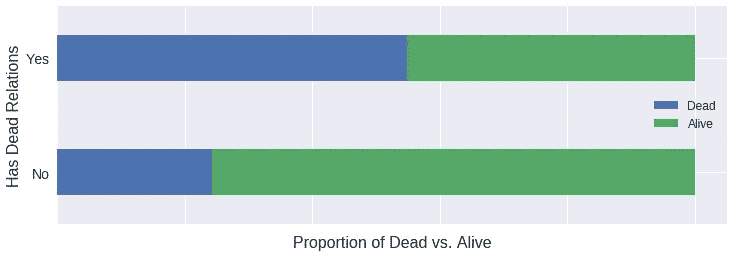 Has Dead Relations
Yes
No
Dead
Alive
Proportion of Dead vs. Alive